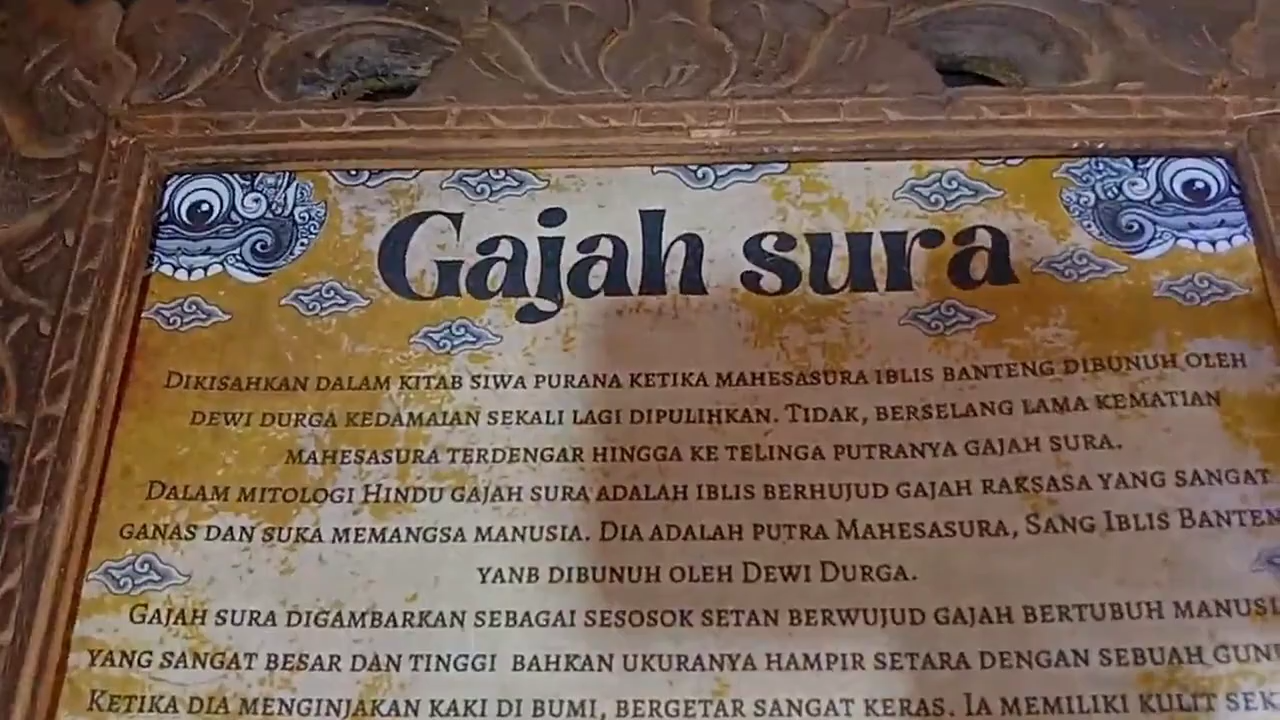 Gajah sura
DIKISAHKAN DALAM KITAB SIWA PURANA KETIKA MAHESASURA IBLIS BANTENG DIBUNUH OLEH
DEWI DURGA KEDAMAIAN SEKALI LAGI DIPULIHKAN. TIDAK, BERSELANG LAMA KEMATIAN
MAHESASURA TERDENGAR HINGGA KE TELINGA PUTRANYA GAJAH SURA.
DALAM MITOLOGI HINDU GAJAH SURA ADALAH IBLIS BERHUJUD GAJAH RAKSASA YANG SANGAT
GANAS DAN SUKA MEMANGSA MANUSIA. DIA ADALAH PUTRA MAHESASURA, SANG IBLIS
YANB DIBUNUH OLEH DEWI DURGA.
GAJAH SURA DIGAMBARKAN SEBAGAI SESOSOK SETAN BERWUJUD GAJAH BERTUBUH
YANG SANGAT BESAR DAN TINGGI BAHKAN UKURANYA HAMPIR SETARA DENGAN SEBUAH
KETIKA DIA MENGINJAKAN KAKI DI BUMI, BERGETAR SANGAT KERAS. IA MEMILIKI KULIT